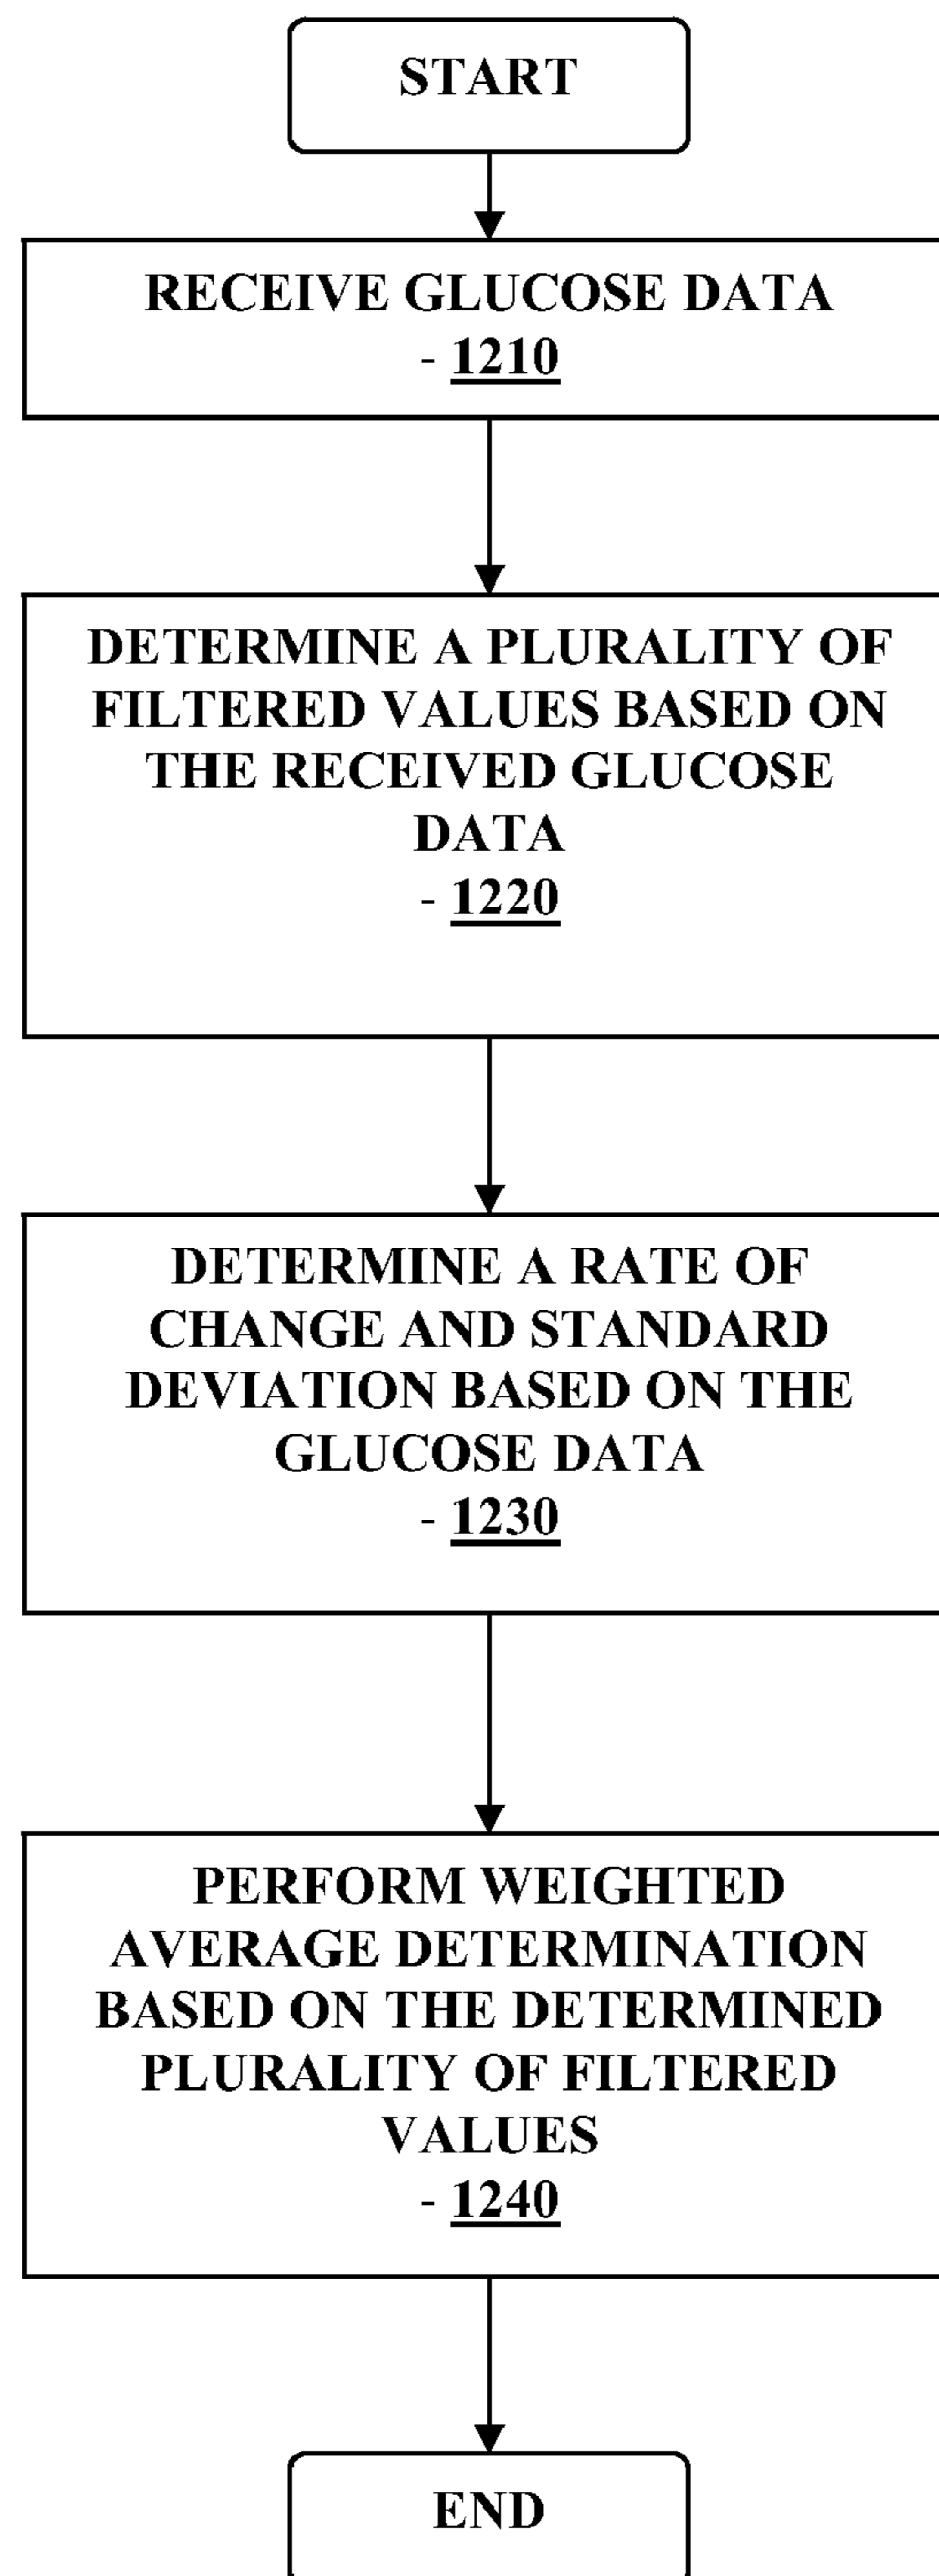 START
RECEIVE GLUCOSE DATA
- 1210
DETERMINE A PLURALITY OF
FILTERED VALUES BASED ON
THE RECEIVED GLUCOSE
DATA
- 1220
DETERMINE A RATE OF
CHANGE AND STANDARD
DEVIATION BASED ON THE
GLUCOSE DATA
- 1230
PERFORM WEIGHTED
AVERAGE DETERMINATION
BASED ON THE DETERMINED
PLURALITY OF FILTERED
VALUES
- 1240
END